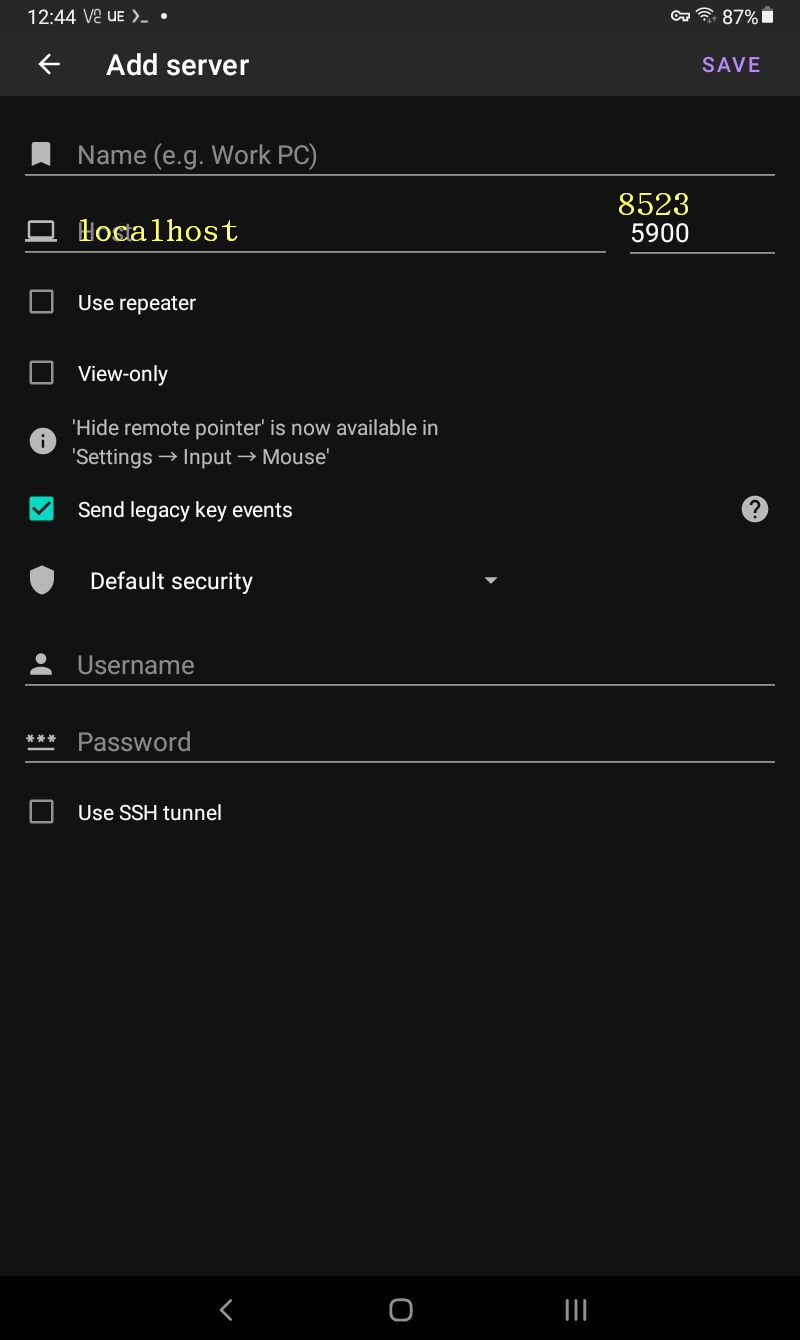 12:44 UE 87%
Add server SAVE
Name (e.g. Work PC)
8523
Host localhost 5900
Use repeater
View-only
'Hide remote pointer' is now available in
'Settings → Input → Mouse'
Send legacy key events
Default security
Username
*** Password
Use SSH tunnel